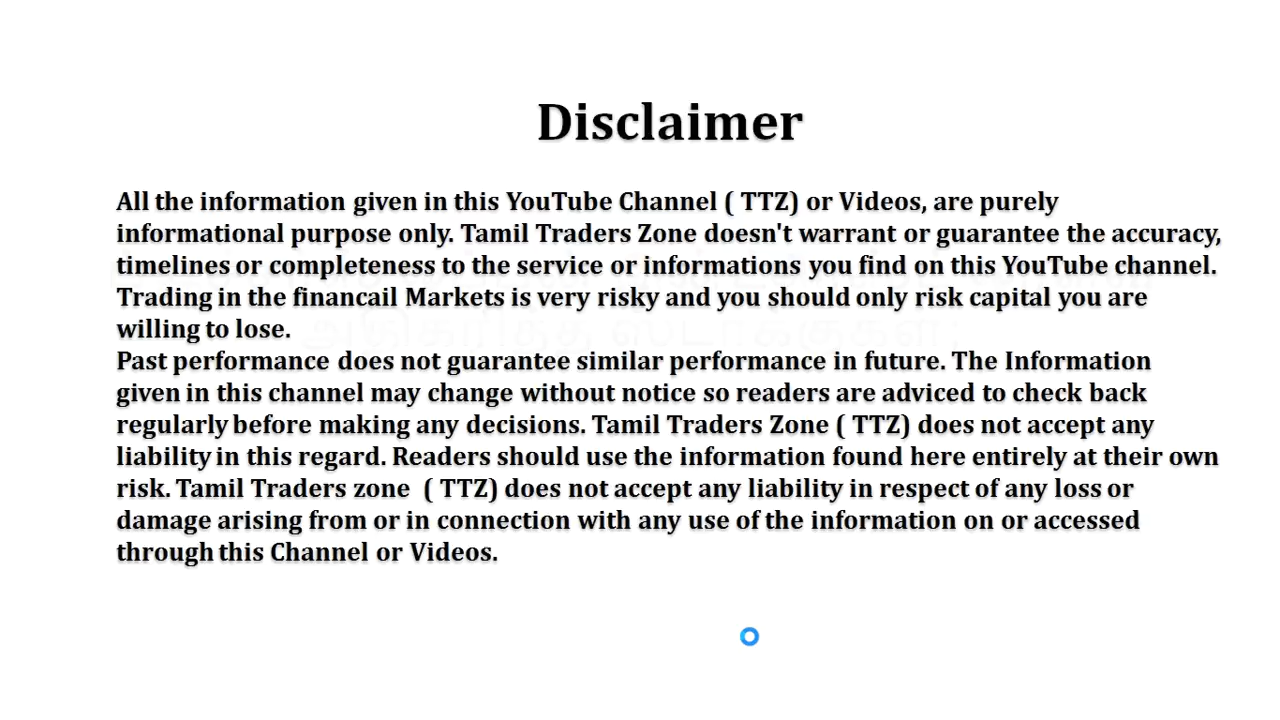 Disclaimer
All the information given in this YouTube Channel ( TTZ) or Videos, are purely
informational purpose only. Tamil Traders Zone doesn't warrant or guarantee the accuracy,
timelines or completeness to the service or informations you find on this YouTube channel.
Trading in the financail Markets is very risky and you should only risk capital you are
willing to lose.
Past performance does not guarantee similar performance in future. The Information
given in this channel may change without notice so readers are adviced to check back
regularly before making any decisions. Tamil Traders Zone ( TTZ) does not accept any
liability in this regard. Readers should use the information found here entirely at their own
risk. Tamil Traders zone  ( TTZ) does not accept any liability in respect of any loss or
damage arising from or in connection with any use of the information on or accessed
through this Channel or Videos.